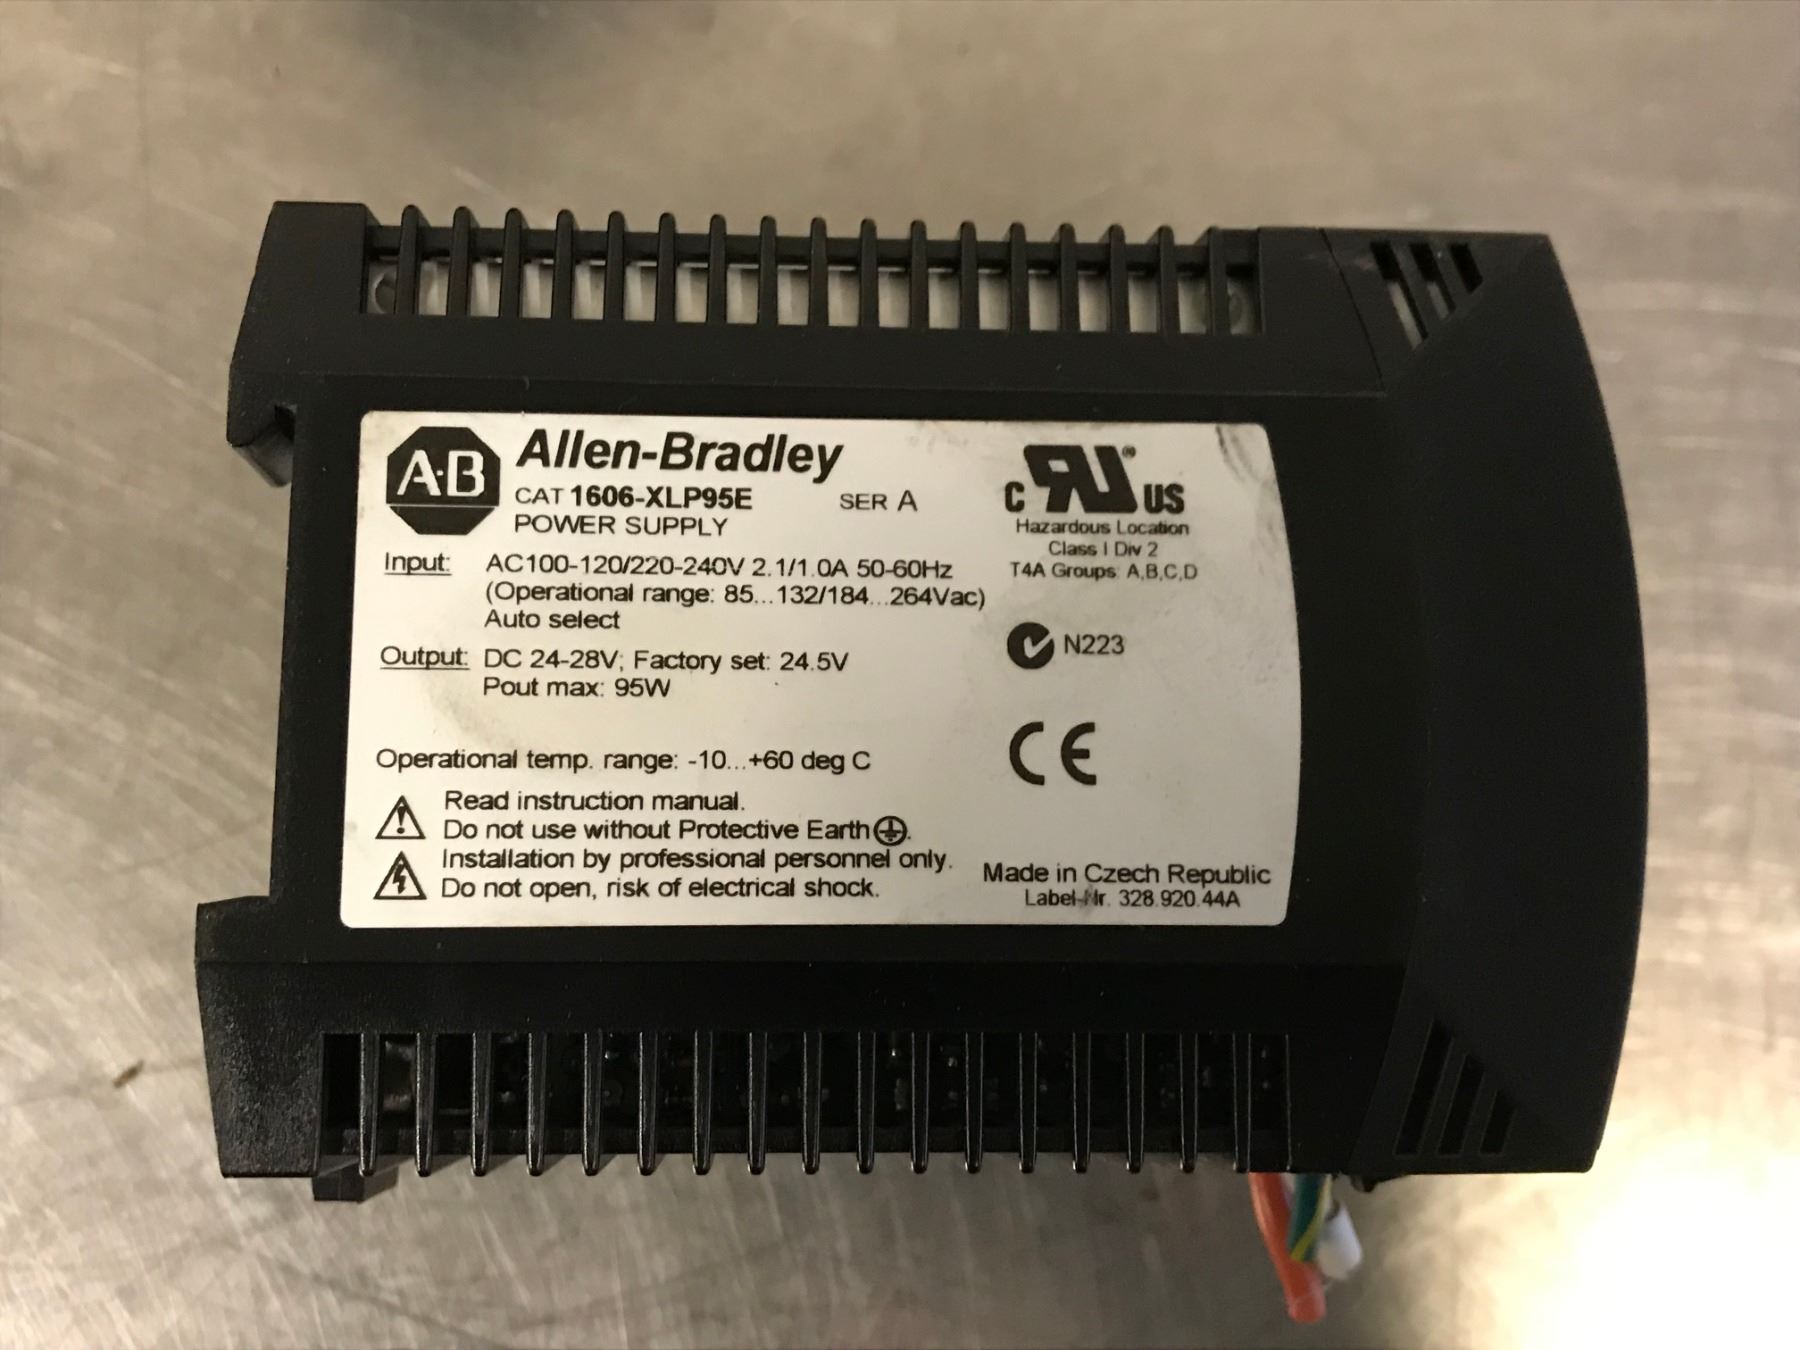 A-B Allen-Bradley
CAT 1606-XLP95E SER A
POWER SUPPLY
Input: AC100-120/220-240V 2.1/1.0A 50-60Hz
(Operational range: 85...132/184...264Vac)
Auto select
Output: DC 24-28V; Factory set: 24.5V
Pout max: 95W
Operational temp. range: -10...+60 deg C
Read instruction manual.
Do not use without Protective Earth.
Installation by professional personnel only.
Do not open, risk of electrical shock.
C RU ® US
Hazardous Location
Class I Div 2
T4A Groups: A,B,C,D
N223
CE
Made in Czech Republic
Label-Nr. 328.920.44A